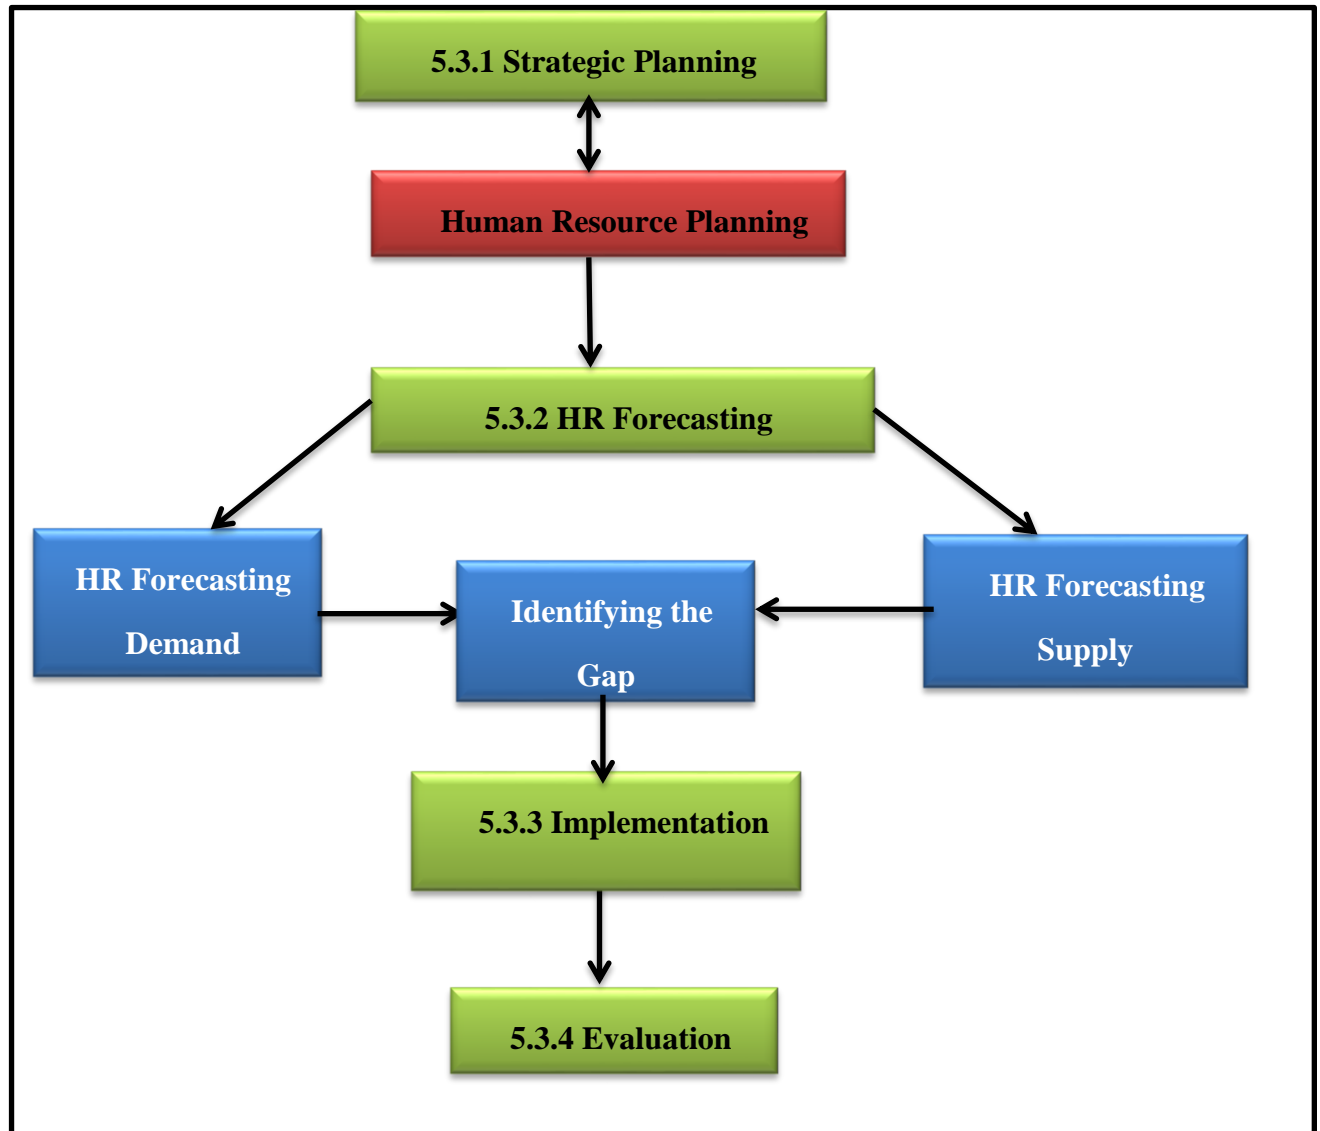 5.3.1 Strategic Planning
Human Resource Planning
5.3.2 HR Forecasting
HR Forecasting
Demand
Identifying the
Gap
HR Forecasting
Supply
5.3.3 Implementation
5.3.4 Evaluation